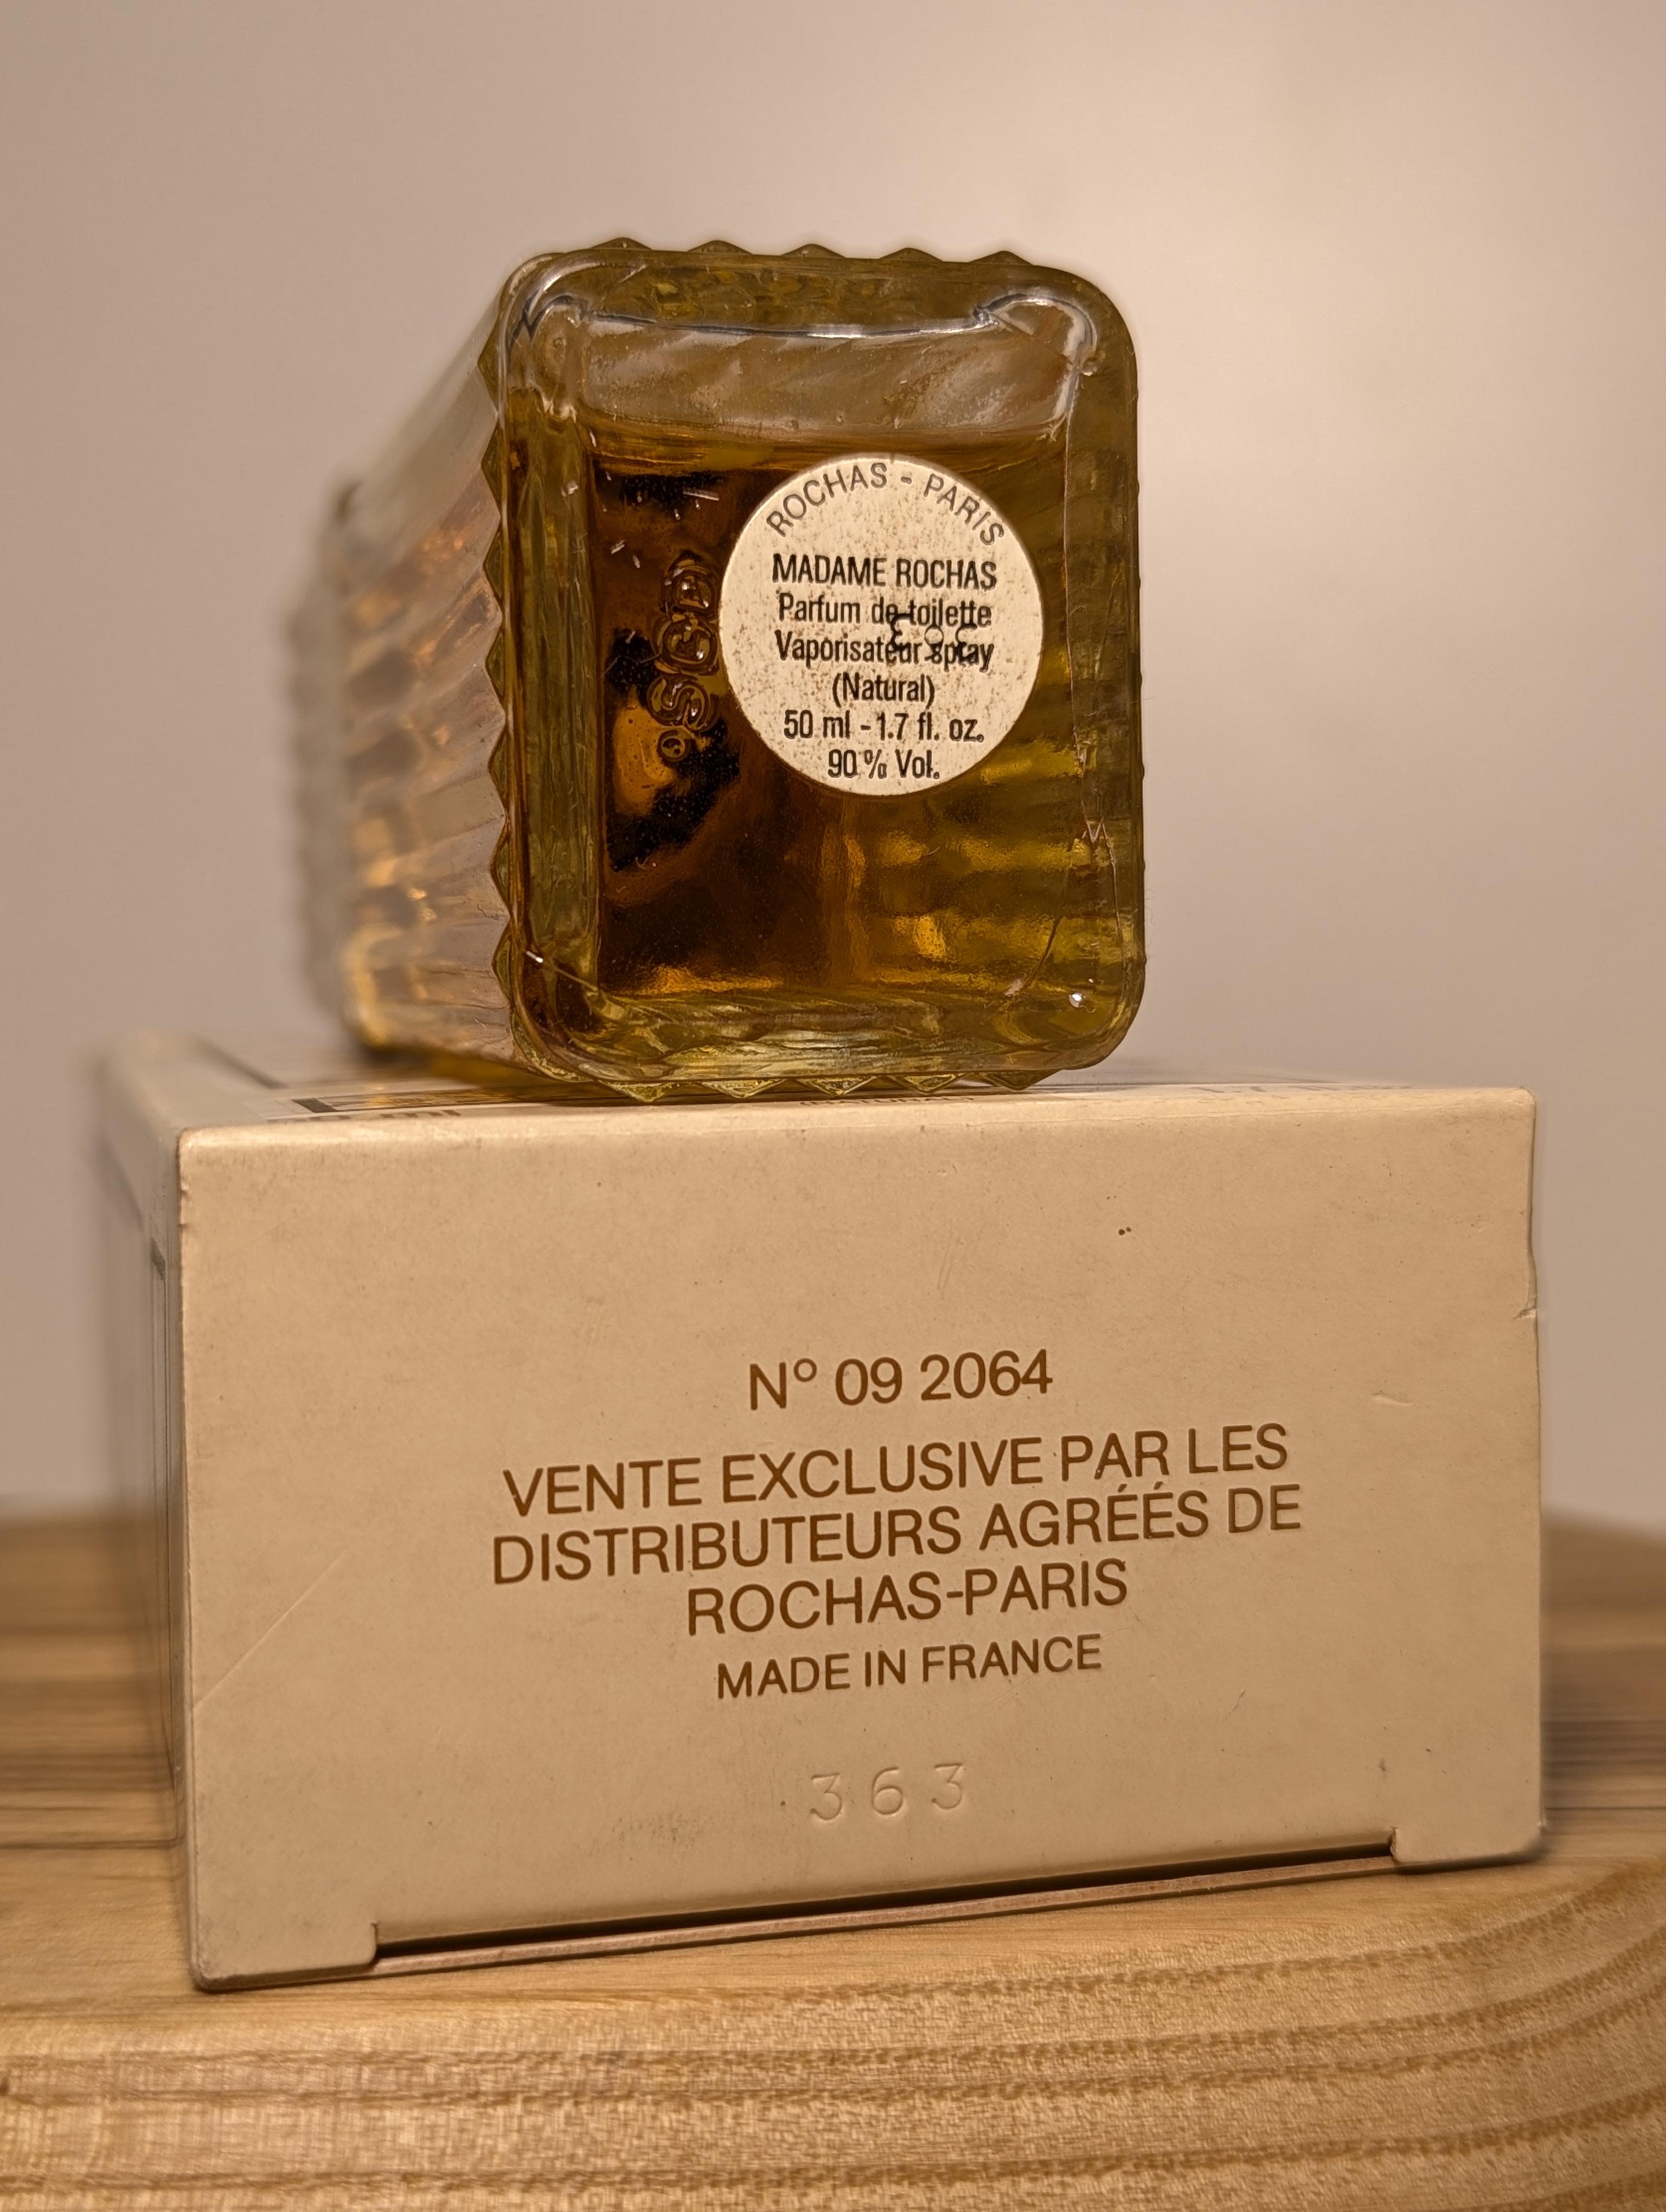 ROCHAS - PARIS
MADAME ROCHAS
Parfum de toilette
Vaporisateur spray
(Natural)
50 ml - 1.7 fl. oz.
90 % Vol.
N° 09 2064
VENTE EXCLUSIVE PAR LES
DISTRIBUTEURS AGRÉÉS DE
ROCHAS-PARIS
MADE IN FRANCE
363